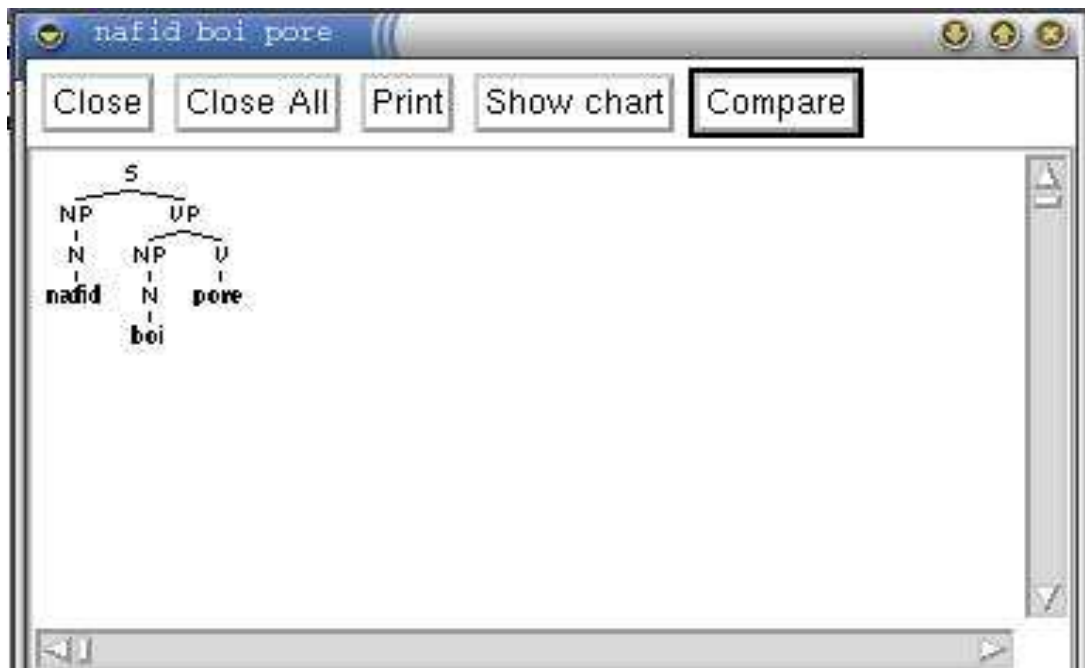 nafid boi pore
Close Close All Print Show chart Compare
S
NP VP
N NP V
nafid N pore
boi